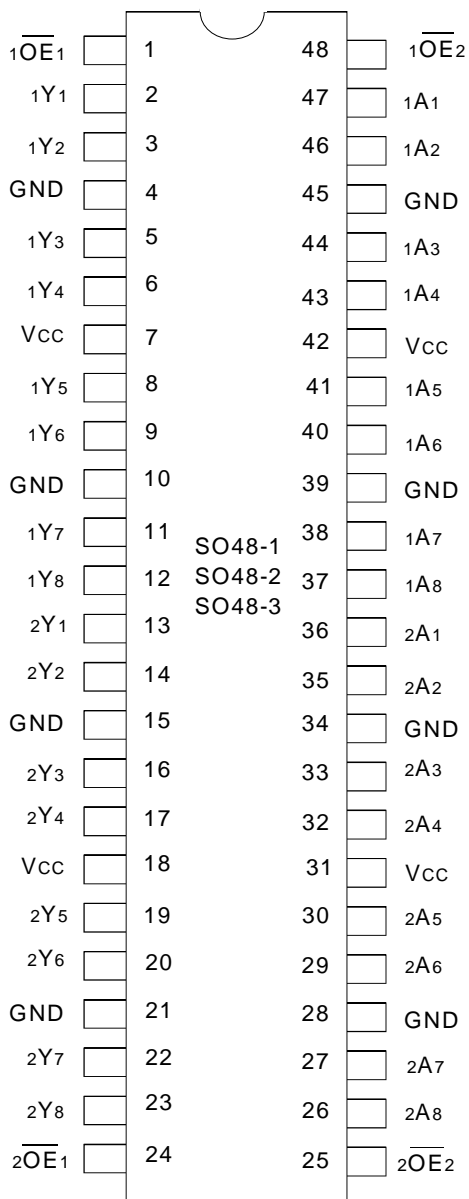 1OE1 1 48 1OE2
1Y1 2 47 1A1
1Y2 3 46 1A2
GND 4 45 GND
1Y3 5 44 1A3
1Y4 6 43 1A4
VCC 7 42 VCC
1Y5 8 41 1A5
1Y6 9 40 1A6
GND 10 39 GND
1Y7 11 38 1A7
SO48-1
1Y8 12 37 1A8
SO48-2
SO48-3
2Y1 13 36 2A1
2Y2 14 35 2A2
GND 15 34 GND
2Y3 16 33 2A3
2Y4 17 32 2A4
VCC 18 31 VCC
2Y5 19 30 2A5
2Y6 20 29 2A6
GND 21 28 GND
2Y7 22 27 2A7
2Y8 23 26 2A8
2OE1 24 25 2OE2